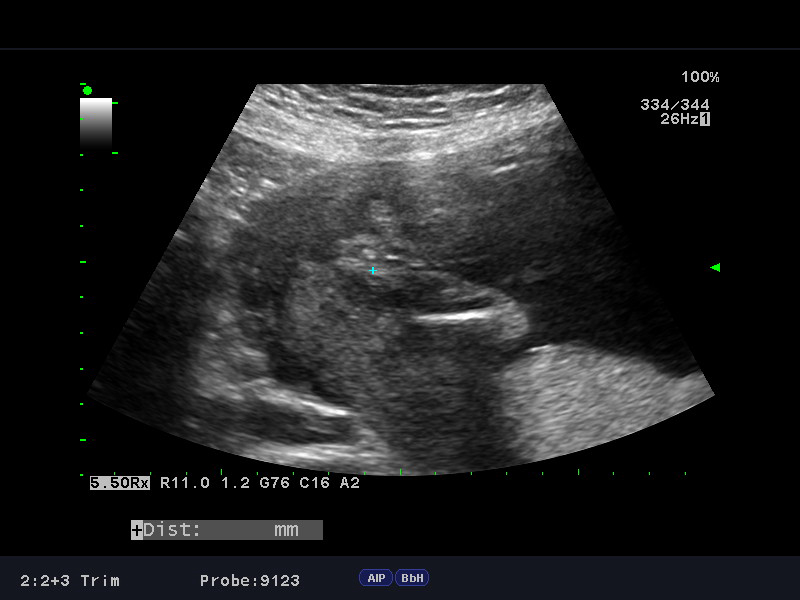 100%
334/344
26Hz1
5.50Rx R11.0 1.2 G76 C16 A2
+Dist: mm
2:2+3 Trim Probe:9123 AIP BbH